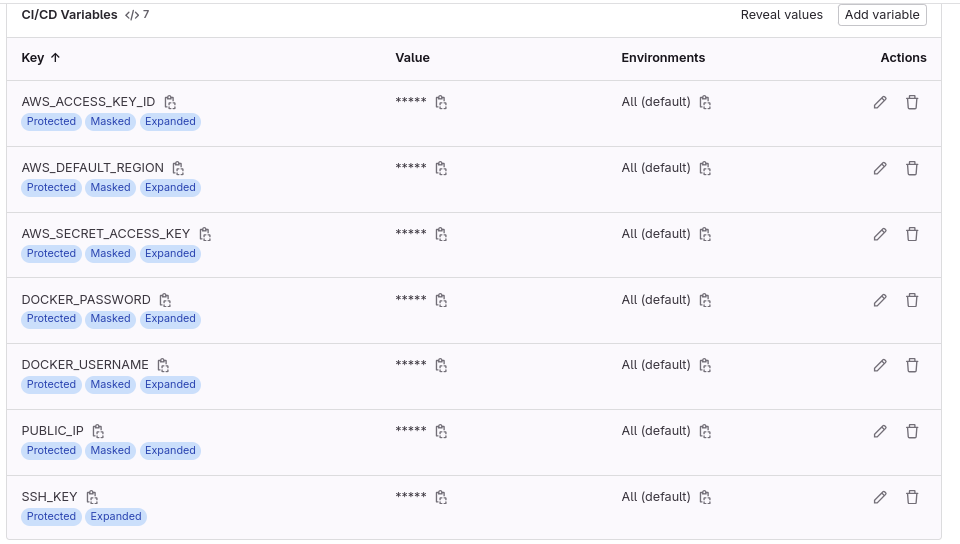 CI/CD Variables </> 7 Reveal values Add variable
Key ↑ Value Environments Actions
AWS_ACCESS_KEY_ID ***** All (default)
Protected Masked Expanded
AWS_DEFAULT_REGION ***** All (default)
Protected Masked Expanded
AWS_SECRET_ACCESS_KEY ***** All (default)
Protected Masked Expanded
DOCKER_PASSWORD ***** All (default)
Protected Masked Expanded
DOCKER_USERNAME ***** All (default)
Protected Masked Expanded
PUBLIC_IP ***** All (default)
Protected Masked Expanded
SSH_KEY ***** All (default)
Protected Expanded